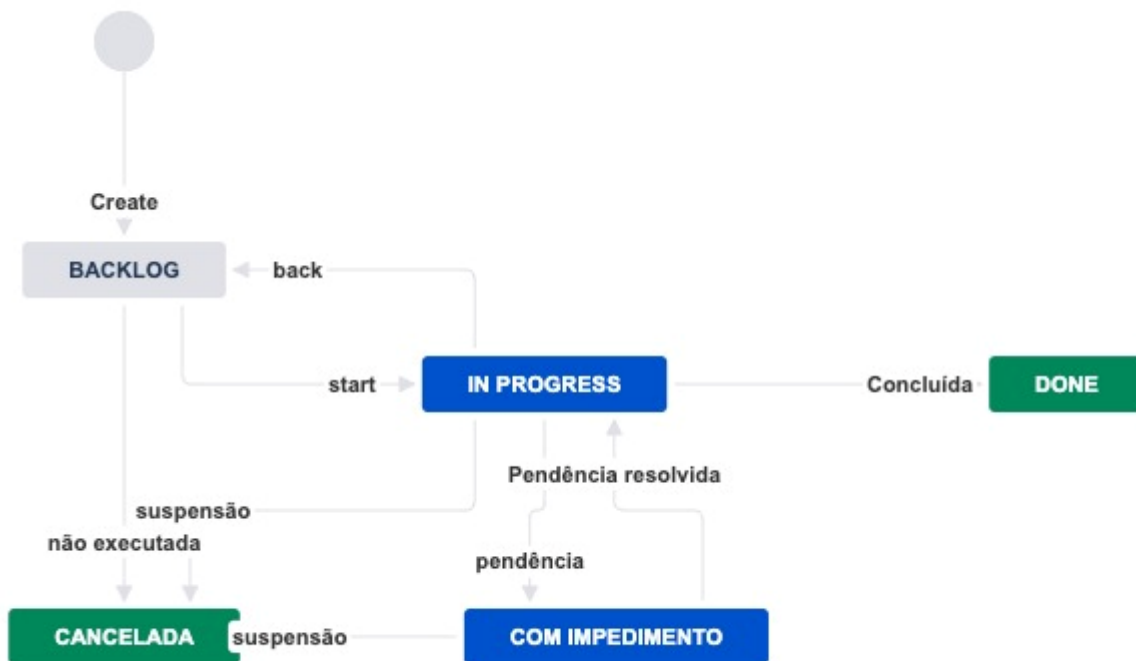 Create
BACKLOG
back
start
IN PROGRESS
Concluída
DONE
Pendência resolvida
suspensão
não executada
pendência
CANCELADA
suspensão
COM IMPEDIMENTO